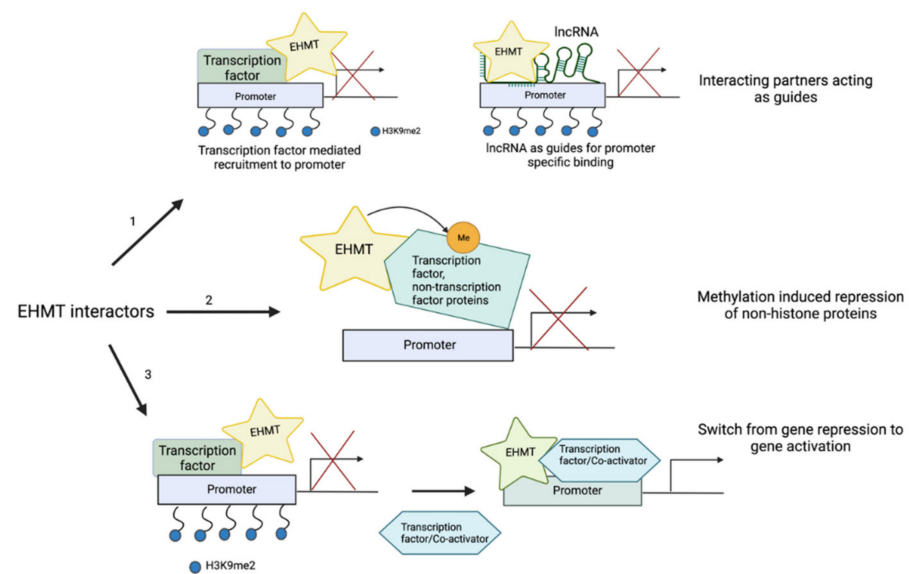 EHMT
Transcription
factor
Promoter
H3K9me2
Transcription factor mediated
recruitment to promoter
lncRNA
EHMT
Promoter
lncRNA as guides for promoter
specific binding
Interacting partners acting
as guides
EHMT interactors
1
2
3
EHMT
Me
Transcription
factor,
non-transcription
factor proteins
Promoter
Methylation induced repression
of non-histone proteins
EHMT
Transcription
factor
Promoter
H3K9me2
Transcription
factor/Co-activator
EHMT
Transcription
factor/Co-activator
Promoter
Switch from gene repression to
gene activation